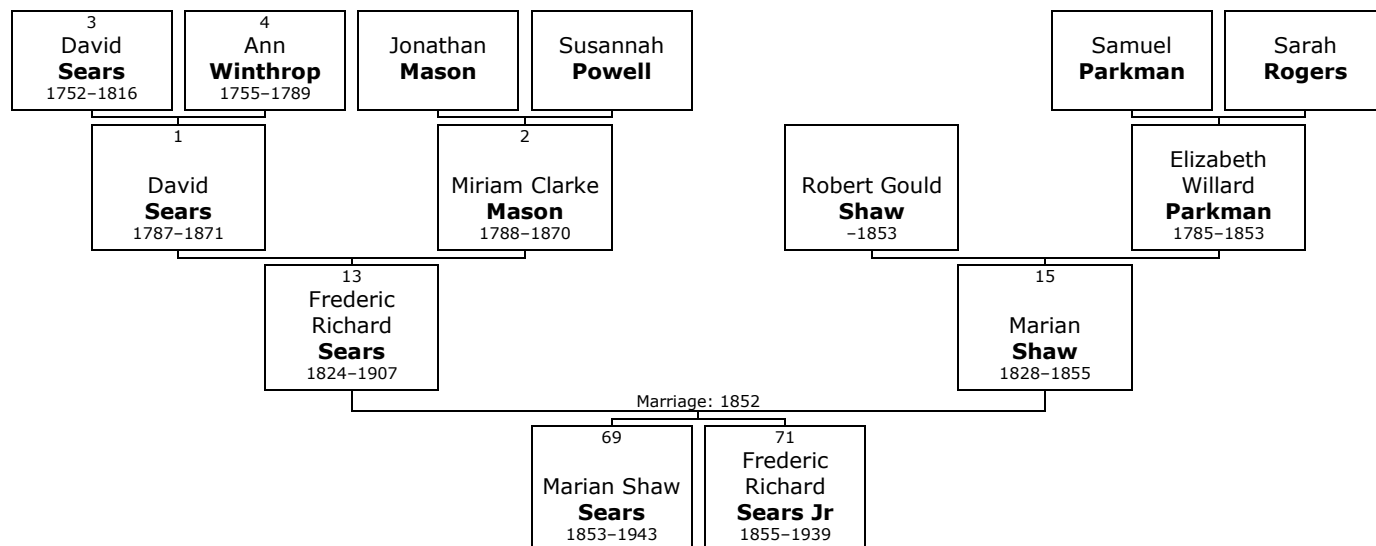 3
David
Sears
1752–1816
4
Ann
Winthrop
1755–1789
Jonathan
Mason
Susannah
Powell
Samuel
Parkman
Sarah
Rogers
1
David
Sears
1787–1871
2
Miriam Clarke
Mason
1788–1870
Robert Gould
Shaw
–1853
Elizabeth
Willard
Parkman
1785–1853
13
Frederic
Richard
Sears
1824–1907
15
Marian
Shaw
1828–1855
Marriage: 1852
69
Marian Shaw
Sears
1853–1943
71
Frederic
Richard
Sears Jr
1855–1939